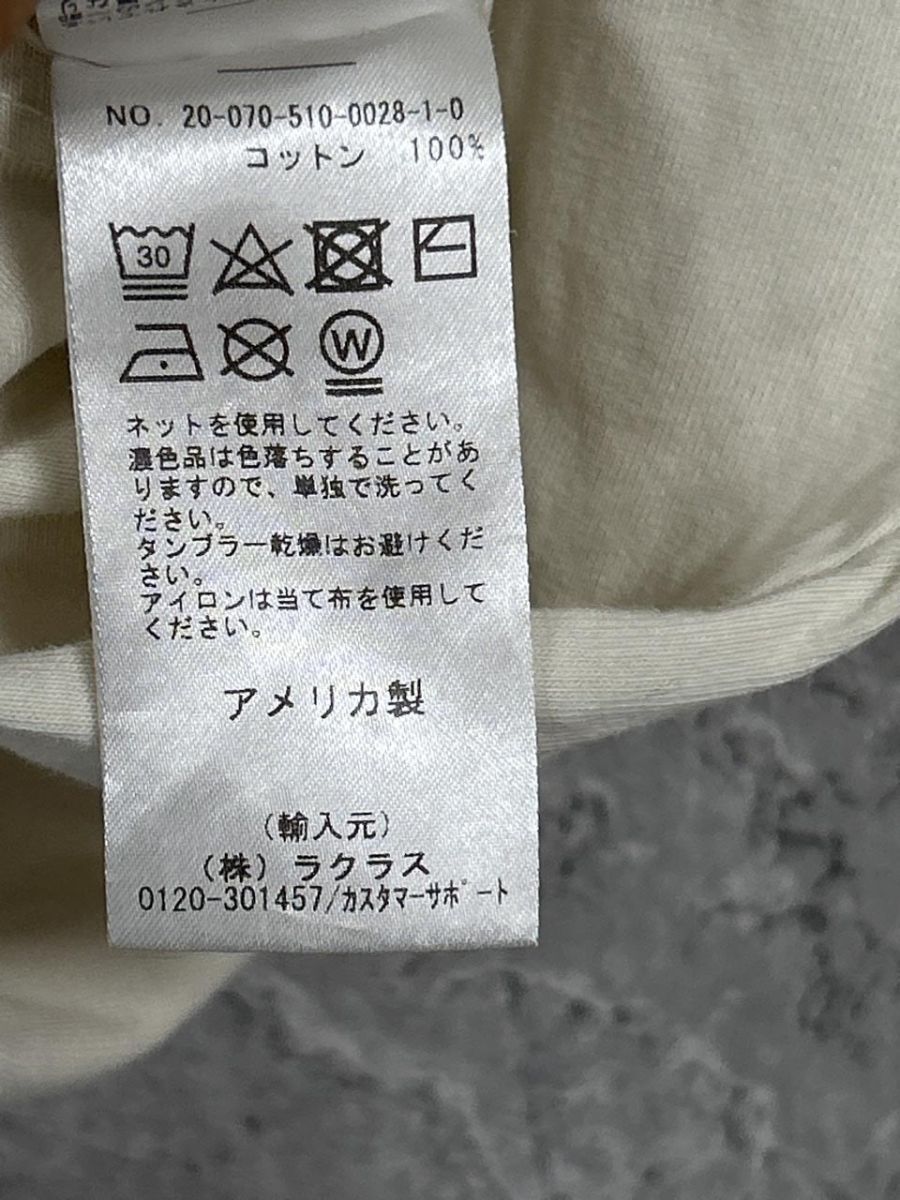 NO. 20-070-510-0028-1-0
コットン 100%
30
W
ネットを使用してください。
濃色品は色落ちすることがあ
りますので、単独で洗ってく
ださい。
タンブラー乾燥はお避けくだ
さい。
アイロンは当て布を使用して
ください。
アメリカ製
(輸入元)
(株)ラクラス
0120-301457/カスタマーサポート